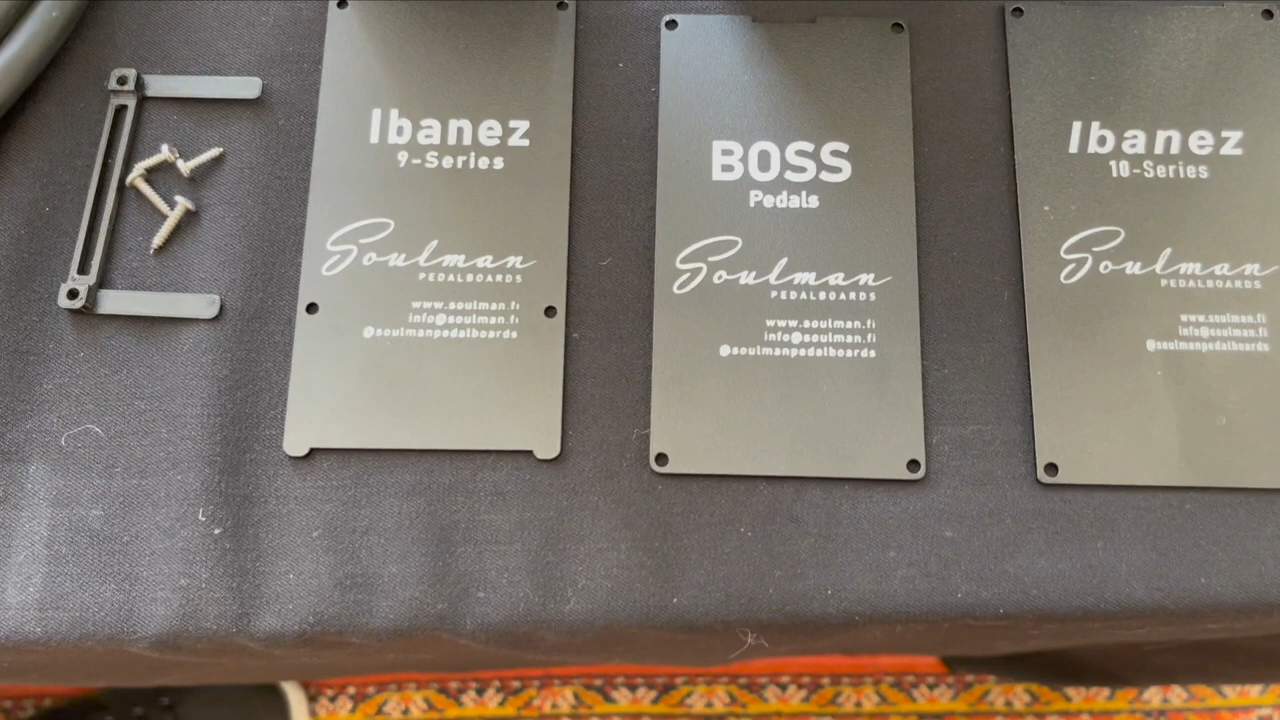 Ibanez
9-Series
Soulman
PEDALBOARDS
www.soulman.fi
info@soulman.fi
@soulmanpedalboards
BOSS
Pedals
Soulman
PEDALBOARDS
www.soulman.fi
info@soulman.fi
@soulmanpedalboards
Ibanez
10-Series
Soulman
PEDALBOARDS
www.soulman.fi
info@soulman.fi
@soulmanpedalboards